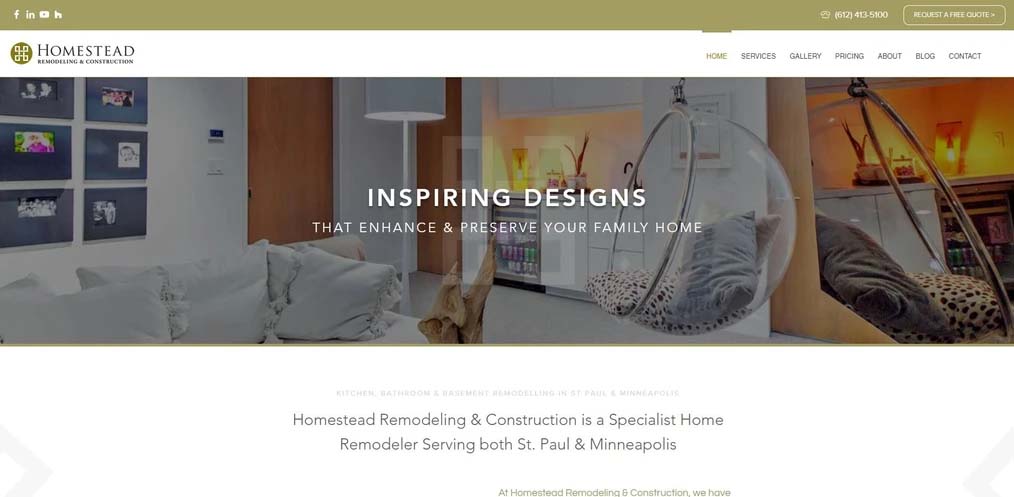 (612) 413-5100
REQUEST A FREE QUOTE >
HOMESTEAD
REMODELING & CONSTRUCTION
HOME
SERVICES
GALLERY
PRICING
ABOUT
BLOG
CONTACT
INSPIRING DESIGNS
THAT ENHANCE & PRESERVE YOUR FAMILY HOME
KITCHEN, BATHROOM & BASEMENT REMODELLING IN ST PAUL & MINNEAPOLIS
Homestead Remodeling & Construction is a Specialist Home
Remodeler Serving both St. Paul & Minneapolis
At Homestead Remodeling & Construction, we have